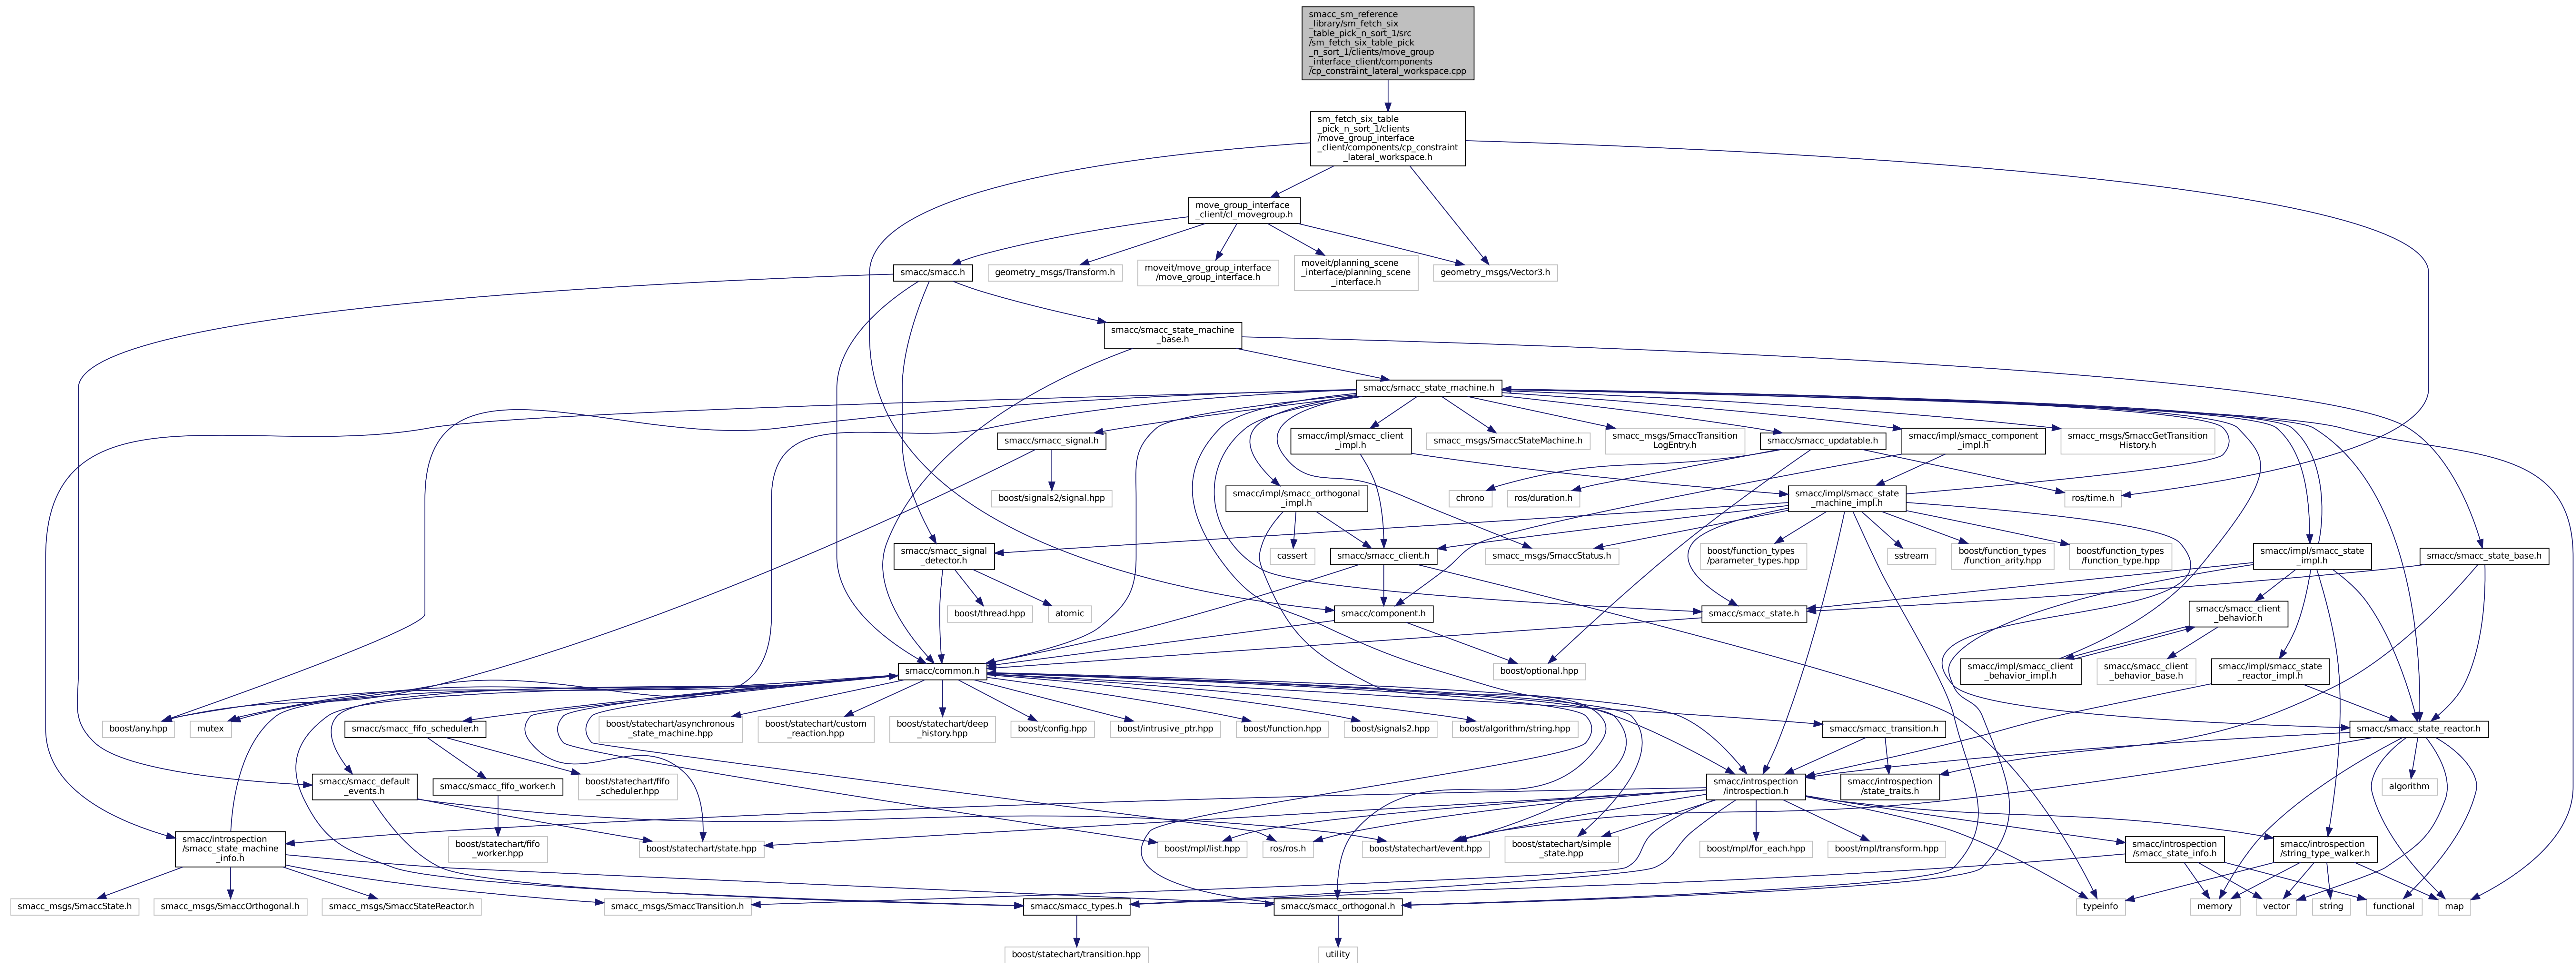 smacc_sm_reference
_library/sm_fetch_six
_table_pick_n_sort_1/src
/sm_fetch_six_table_pick
_n_sort_1/clients/move_group
_interface_client/components
/cp_constraint_lateral_workspace.cpp
sm_fetch_six_table
_pick_n_sort_1/clients
/move_group_interface
_client/components/cp_constraint
_lateral_workspace.h
move_group_interface
_client/cl_movegroup.h
smacc/smacc.h
geometry_msgs/Transform.h
moveit/move_group_interface
/move_group_interface.h
moveit/planning_scene
_interface/planning_scene
_interface.h
geometry_msgs/Vector3.h
smacc/smacc_state_machine
_base.h
smacc/smacc_state_machine.h
smacc/smacc_signal.h
smacc/impl/smacc_client
_impl.h
smacc_msgs/SmaccStateMachine.h
smacc_msgs/SmaccTransition
LogEntry.h
smacc/smacc_updatable.h
smacc/impl/smacc_component
_impl.h
smacc_msgs/SmaccGetTransition
History.h
boost/signals2/signal.hpp
smacc/impl/smacc_orthogonal
_impl.h
chrono
ros/duration.h
smacc/impl/smacc_state
_machine_impl.h
ros/time.h
smacc/smacc_signal
_detector.h
cassert
smacc/smacc_client.h
smacc_msgs/SmaccStatus.h
boost/function_types
/parameter_types.hpp
sstream
boost/function_types
/function_arity.hpp
boost/function_types
/function_type.hpp
smacc/impl/smacc_state
_impl.h
smacc/smacc_state_base.h
boost/thread.hpp
atomic
smacc/component.h
smacc/smacc_state.h
smacc/smacc_client
_behavior.h
smacc/common.h
boost/optional.hpp
smacc/impl/smacc_client
_behavior_impl.h
smacc/smacc_client
_behavior_base.h
smacc/impl/smacc_state
_reactor_impl.h
boost/any.hpp
mutex
smacc/smacc_fifo_scheduler.h
boost/statechart/asynchronous
_state_machine.hpp
boost/statechart/custom
_reaction.hpp
boost/statechart/deep
_history.hpp
boost/config.hpp
boost/intrusive_ptr.hpp
boost/function.hpp
boost/signals2.hpp
boost/algorithm/string.hpp
smacc/smacc_transition.h
smacc/smacc_state_reactor.h
smacc/smacc_default
_events.h
smacc/smacc_fifo_worker.h
boost/statechart/fifo
_scheduler.hpp
smacc/introspection
/introspection.h
smacc/introspection
/state_traits.h
algorithm
smacc/introspection
/smacc_state_machine
_info.h
boost/statechart/fifo
_worker.hpp
boost/statechart/state.hpp
boost/mpl/list.hpp
ros/ros.h
boost/statechart/event.hpp
boost/statechart/simple
_state.hpp
boost/mpl/for_each.hpp
boost/mpl/transform.hpp
smacc/introspection
/smacc_state_info.h
smacc/introspection
/string_type_walker.h
smacc_msgs/SmaccState.h
smacc_msgs/SmaccOrthogonal.h
smacc_msgs/SmaccStateReactor.h
smacc_msgs/SmaccTransition.h
smacc/smacc_types.h
smacc/smacc_orthogonal.h
typeinfo
memory
vector
string
functional
map
boost/statechart/transition.hpp
utility